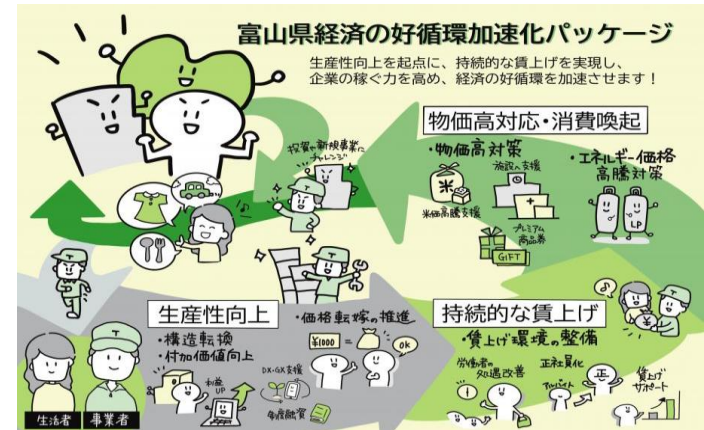 富山県経済の好循環加速化パッケージ
生産性向上を起点に、持続的な賃上げを実現し、
企業の稼ぐ力を高め、経済の好循環を加速させます！
物価高対応・消費喚起
・物価高対策
米
米価高騰支援
施設へ支援
プレミアム
商品券
GIFT
・エネルギー価格
高騰対策
LP
投資や新規事業に
チャレンジ
生産性向上
・構造転換
・付加価値向上
利益
UP
DX・GX支援
・価格転嫁の推進
¥1000
=
OK
T
持続的な賃上げ
・賃上げ環境の整備
労働者の
処遇改善
正社員化
アルバイト
正
賃上げ
サポート
¥
生活者
事業者